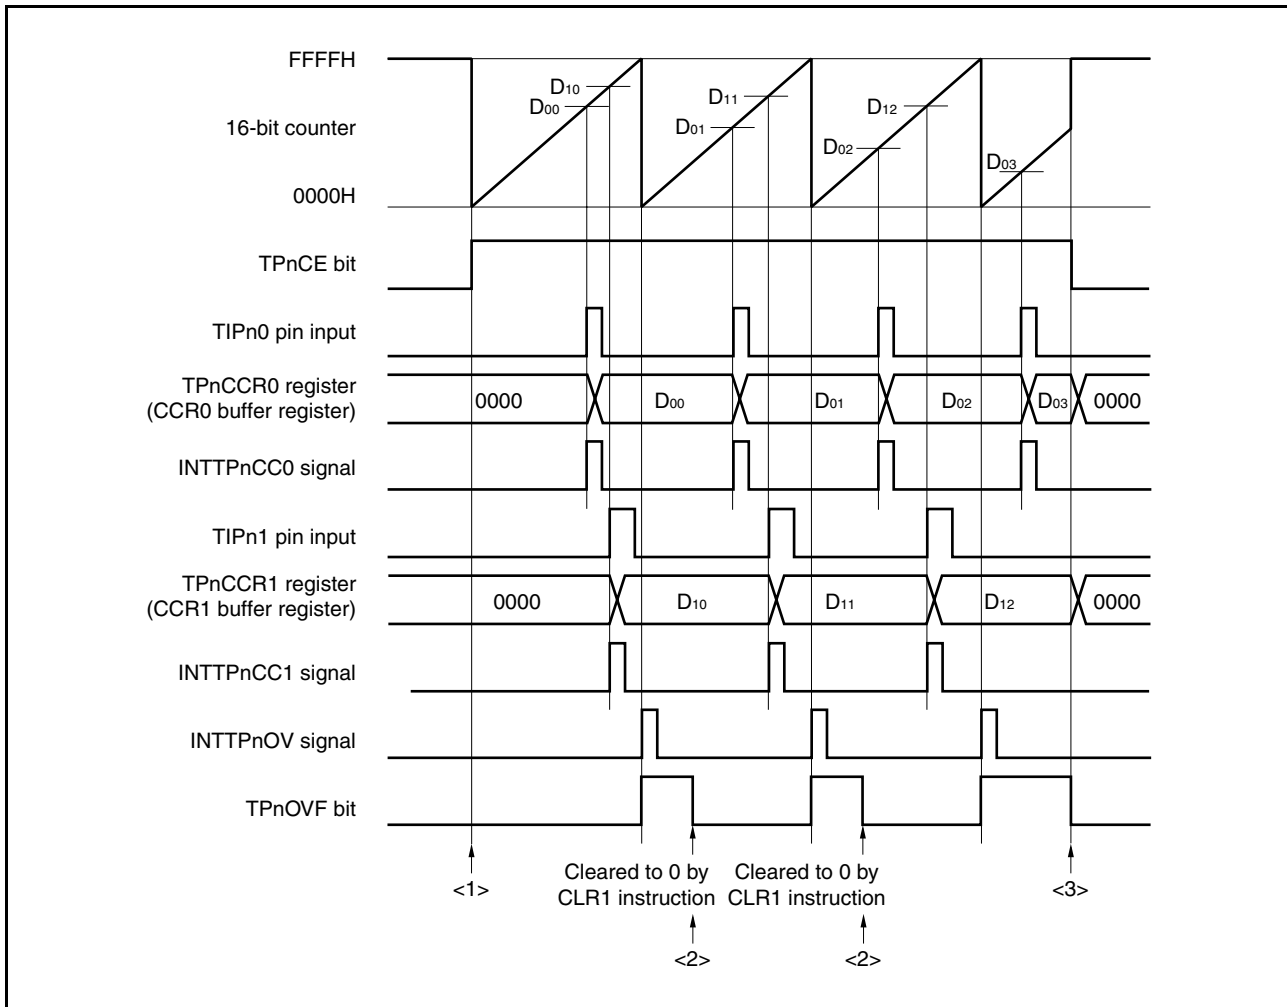 FFFFH
D10
D00
D11
D01
D12
D02
D03
16-bit counter
0000H
TPnCE bit
TIPn0 pin input
TPnCCR0 register
(CCR0 buffer register)
0000 D00 D01 D02 D03 0000
INTTPnCC0 signal
TIPn1 pin input
TPnCCR1 register
(CCR1 buffer register)
0000 D10 D11 D12 0000
INTTPnCC1 signal
INTTPnOV signal
TPnOVF bit
<1>
Cleared to 0 by
CLR1 instruction
<2>
Cleared to 0 by
CLR1 instruction
<2>
<3>